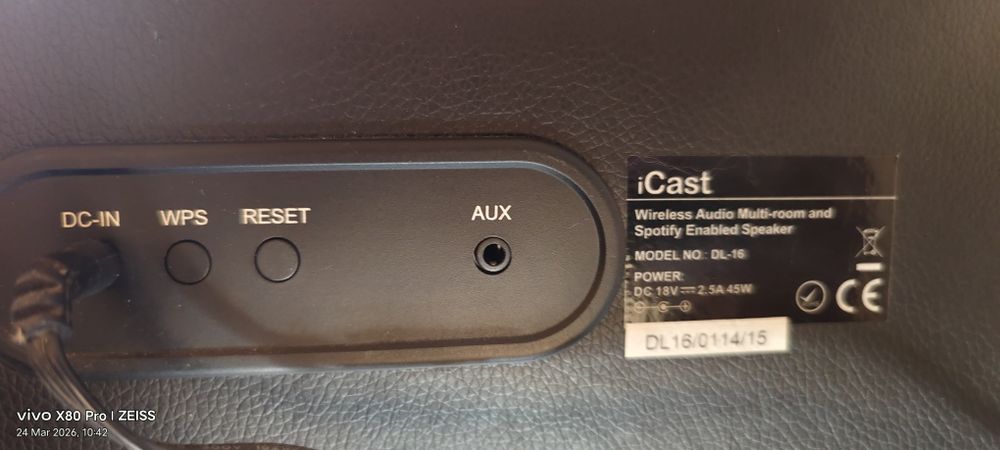 DC-IN
WPS
RESET
AUX
iCast
Wireless Audio Multi-room and
Spotify Enabled Speaker
MODEL NO : DL-16
POWER:
DC 18V ⎓ 2.5A 45W
CE
DL16/0114/15
vivo X80 Pro | ZEISS
24 Mar 2026, 10:42